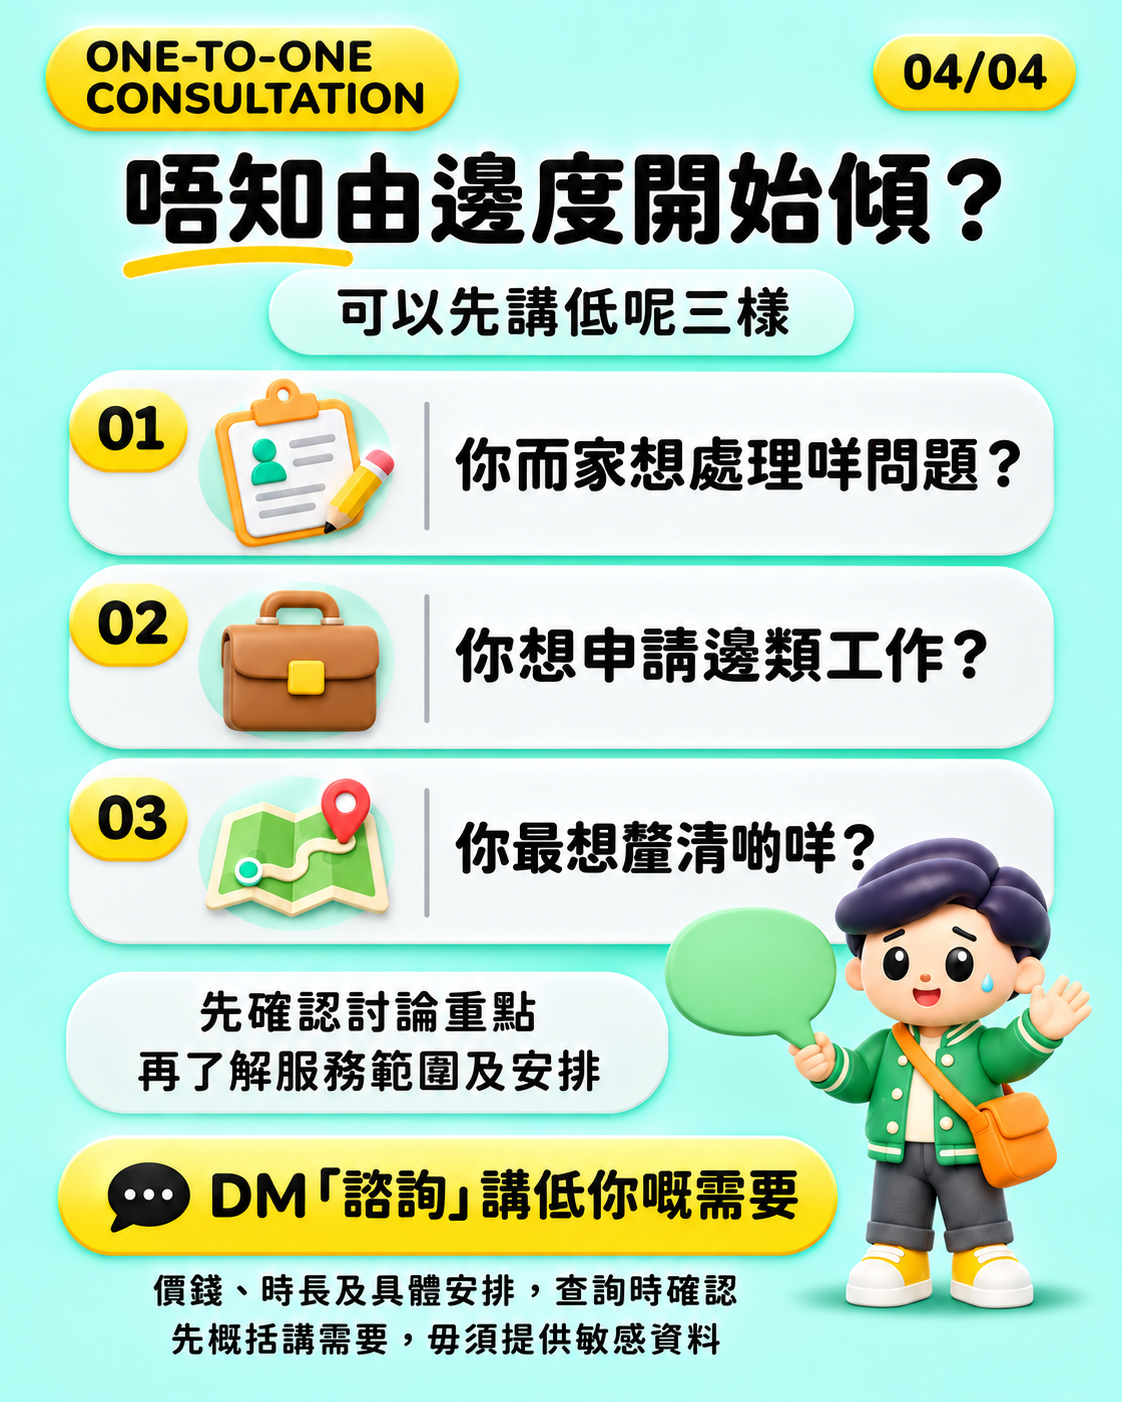 ONE-TO-ONE
CONSULTATION
04/04
唔知由邊度開始傾？
可以先講低呢三樣
01
你而家想處理咩問題？
02
你想申請邊類工作？
03
你最想釐清啲咩？
先確認討論重點
再了解服務範圍及安排
DM「諮詢」講低你嘅需要
價錢、時長及具體安排，查詢時確認
先概括講需要，毋須提供敏感資料